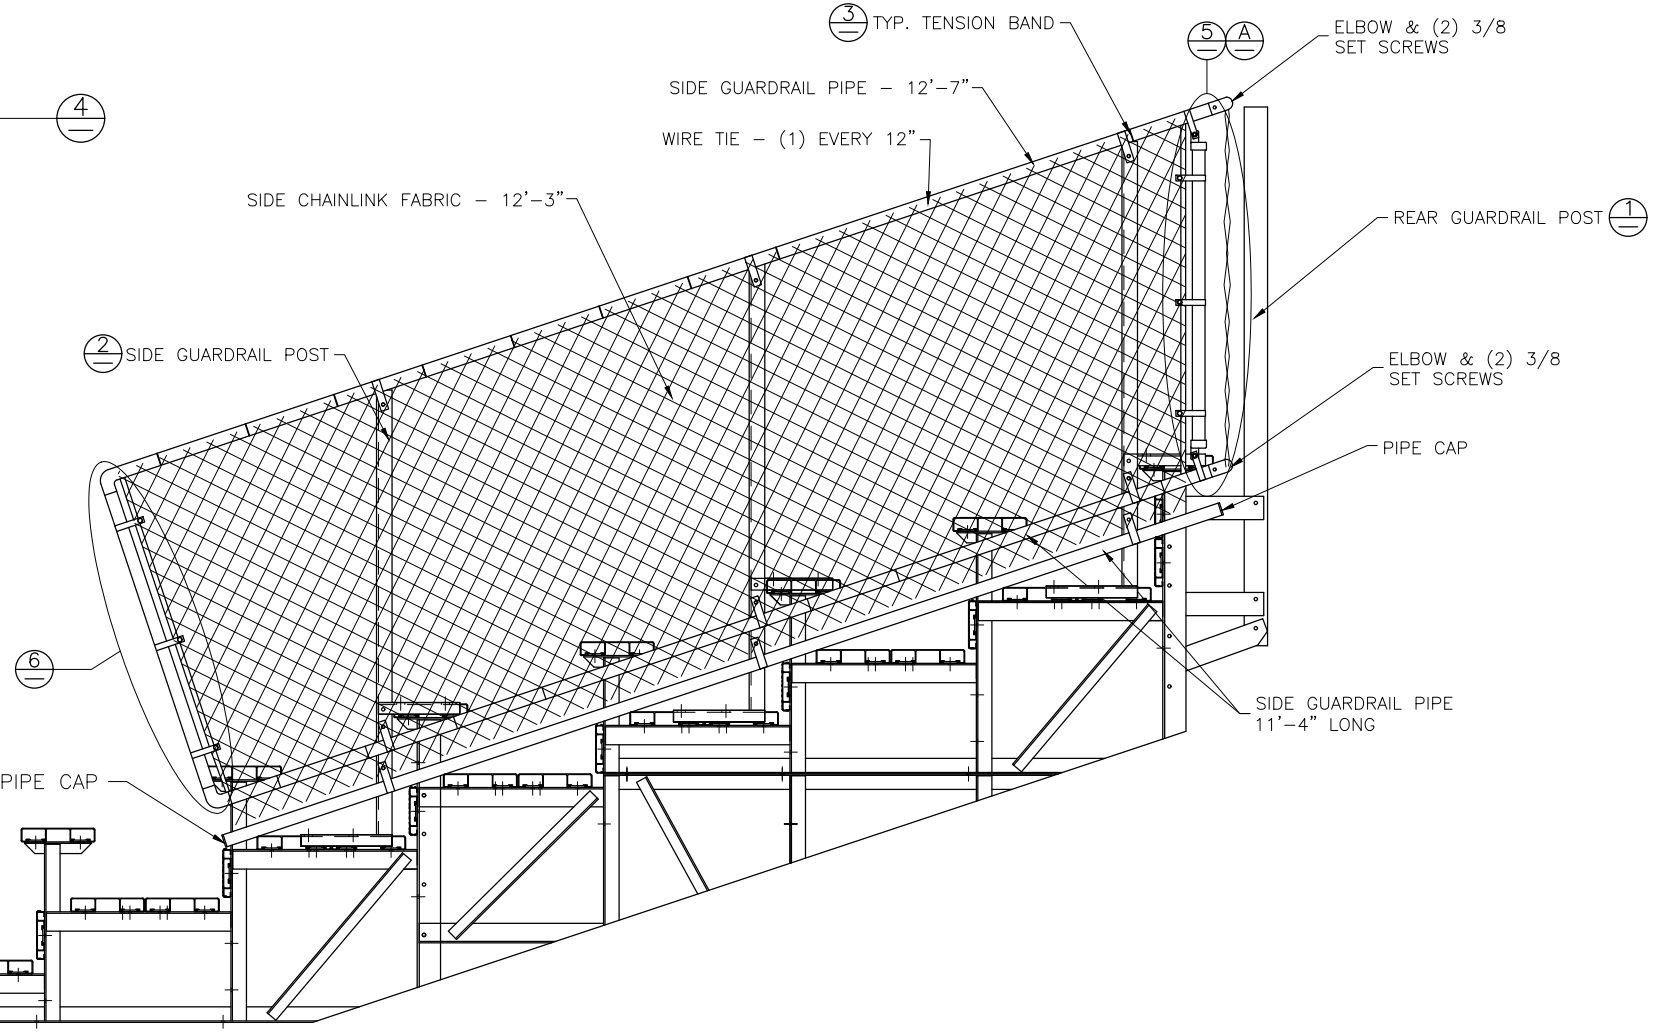 3 TYP. TENSION BAND
5 A
ELBOW & (2) 3/8
SET SCREWS
SIDE GUARDRAIL PIPE - 12'-7"
4
WIRE TIE - (1) EVERY 12"
SIDE CHAINLINK FABRIC - 12'-3"
REAR GUARDRAIL POST 1
2 SIDE GUARDRAIL POST
ELBOW & (2) 3/8
SET SCREWS
PIPE CAP
6
SIDE GUARDRAIL PIPE
11'-4" LONG
PIPE CAP